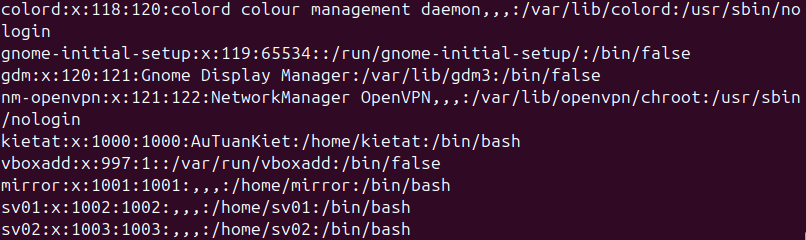 colord:x:118:120:colord colour management daemon,,,:/var/lib/colord:/usr/sbin/no
login
gnome-initial-setup:x:119:65534::/run/gnome-initial-setup/:/bin/false
gdm:x:120:121:Gnome Display Manager:/var/lib/gdm3:/bin/false
nm-openvpn:x:121:122:NetworkManager OpenVPN,,,:/var/lib/openvpn/chroot:/usr/sbin
/nologin
kietat:x:1000:1000:AuTuanKiet:/home/kietat:/bin/bash
vboxadd:x:997:1::/var/run/vboxadd:/bin/false
mirror:x:1001:1001:,,,:/home/mirror:/bin/bash
sv01:x:1002:1002:,,,:/home/sv01:/bin/bash
sv02:x:1003:1003:,,,:/home/sv02:/bin/bash